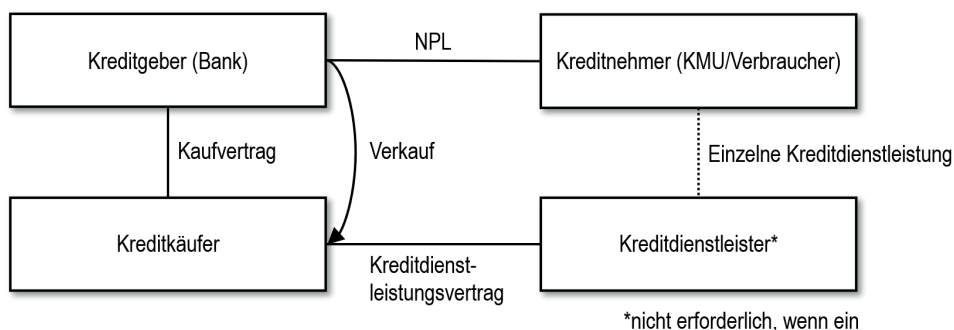 NPL
Kreditgeber (Bank)
Kreditnehmer (KMU/Verbraucher)
Kaufvertrag
Verkauf
Einzelne Kreditdienstleistung
Kreditkäufer
Kreditdienstleister*
Kreditdienst-
leistungsvertrag
*nicht erforderlich, wenn ein